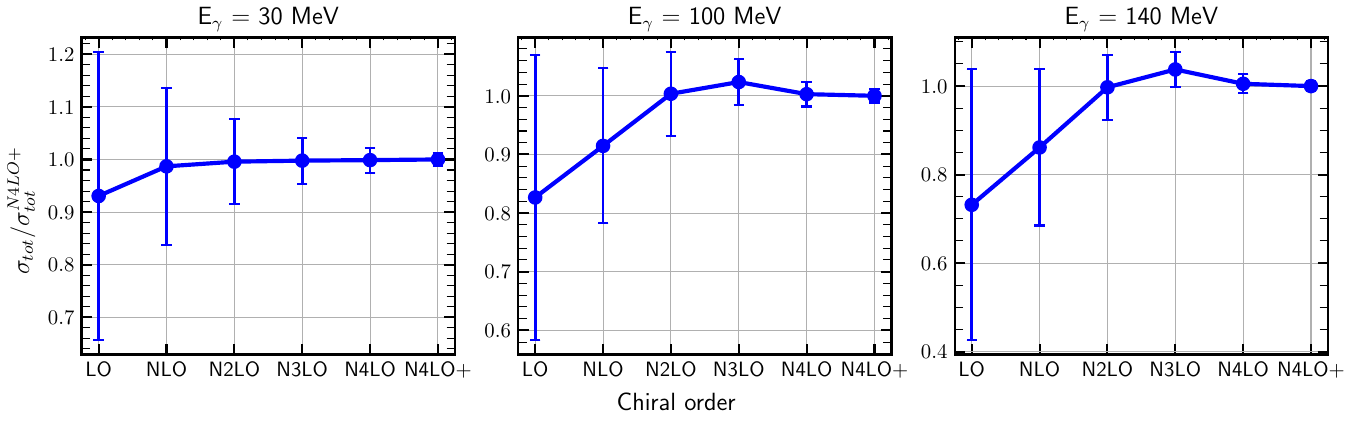 E_γ = 30 MeV
E_γ = 100 MeV
E_γ = 140 MeV
σ_tot/σ_tot^N4LO+
1.2
1.1
1.0
0.9
0.8
0.7
LO NLO N2LO N3LO N4LO N4LO+
1.0
0.9
0.8
0.7
0.6
LO NLO N2LO N3LO N4LO N4LO+
1.0
0.8
0.6
0.4
LO NLO N2LO N3LO N4LO N4LO+
Chiral order